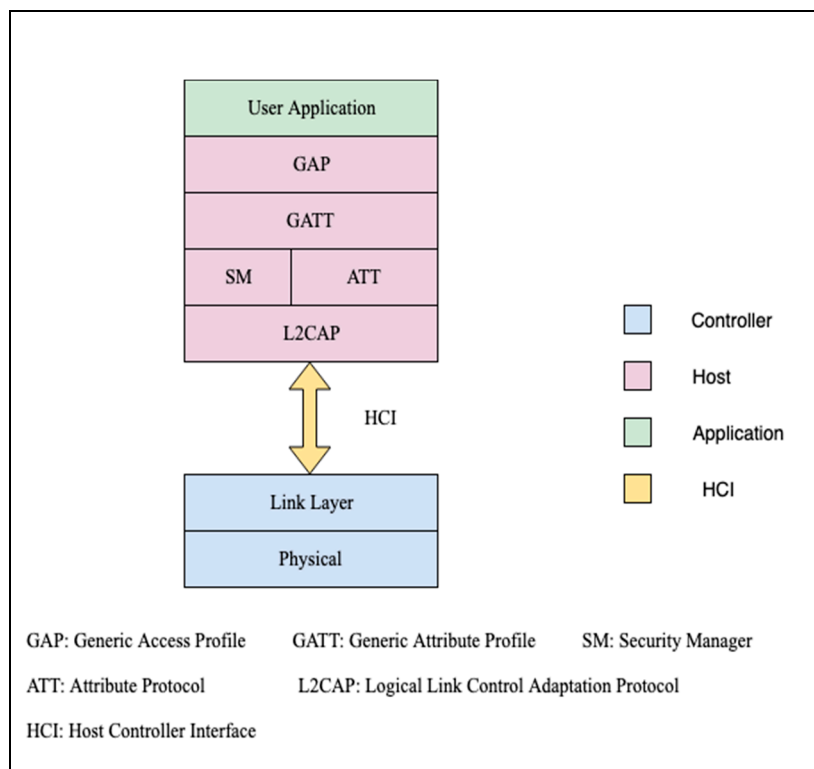 User Application
GAP
GATT
SM ATT
L2CAP
HCI
Link Layer
Physical
Controller
Host
Application
HCI
GAP: Generic Access Profile GATT: Generic Attribute Profile SM: Security Manager
ATT: Attribute Protocol L2CAP: Logical Link Control Adaptation Protocol
HCI: Host Controller Interface